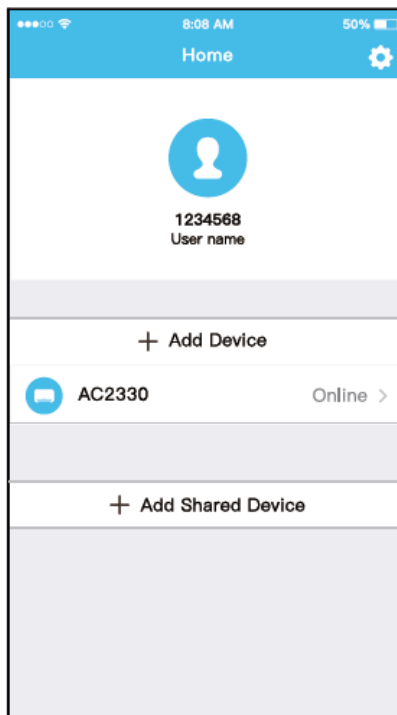 8:08 AM
50%
Home
1234568
User name
+ Add Device
AC2330
Online >
+ Add Shared Device